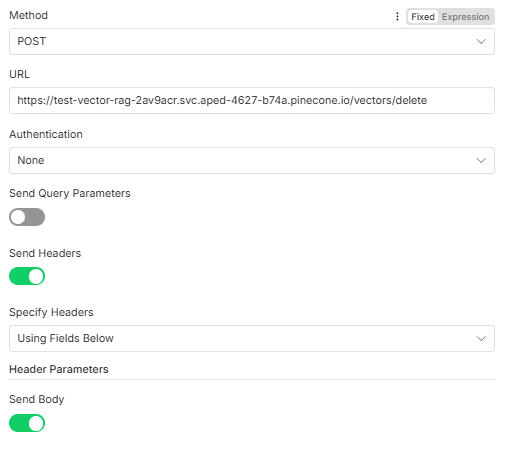 Method
Fixed Expression
POST
URL
https://test-vector-rag-2av9acr.svc.aped-4627-b74a.pinecone.io/vectors/delete
Authentication
None
Send Query Parameters
Send Headers
Specify Headers
Using Fields Below
Header Parameters
Send Body